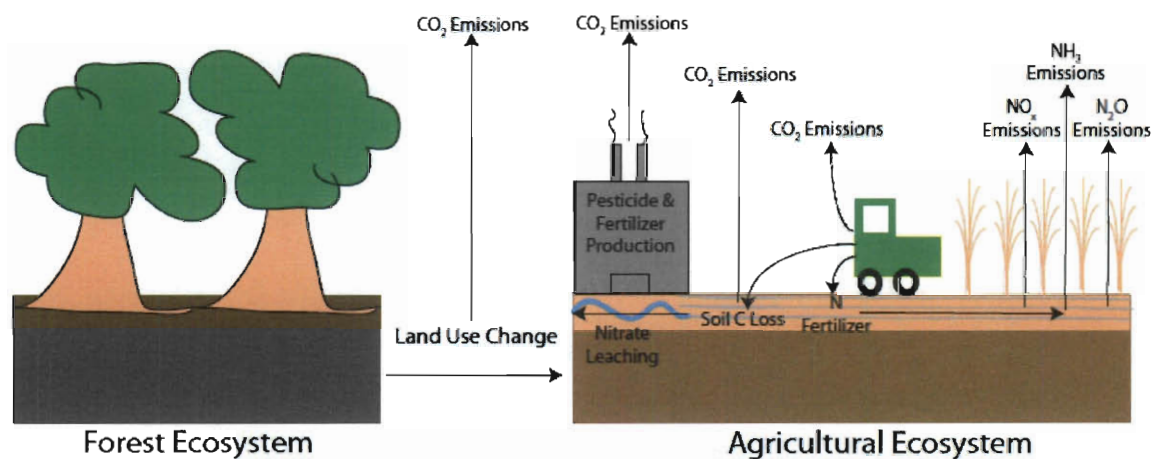 CO₂ Emissions
CO₂ Emissions
CO₂ Emissions
CO₂ Emissions
NH₃
Emissions
NOₓ
Emissions
N₂O
Emissions
Pesticide &
Fertilizer
Production
Land Use Change
Nitrate
Leaching
Soil C Loss
N
Fertilizer
Forest Ecosystem
Agricultural Ecosystem